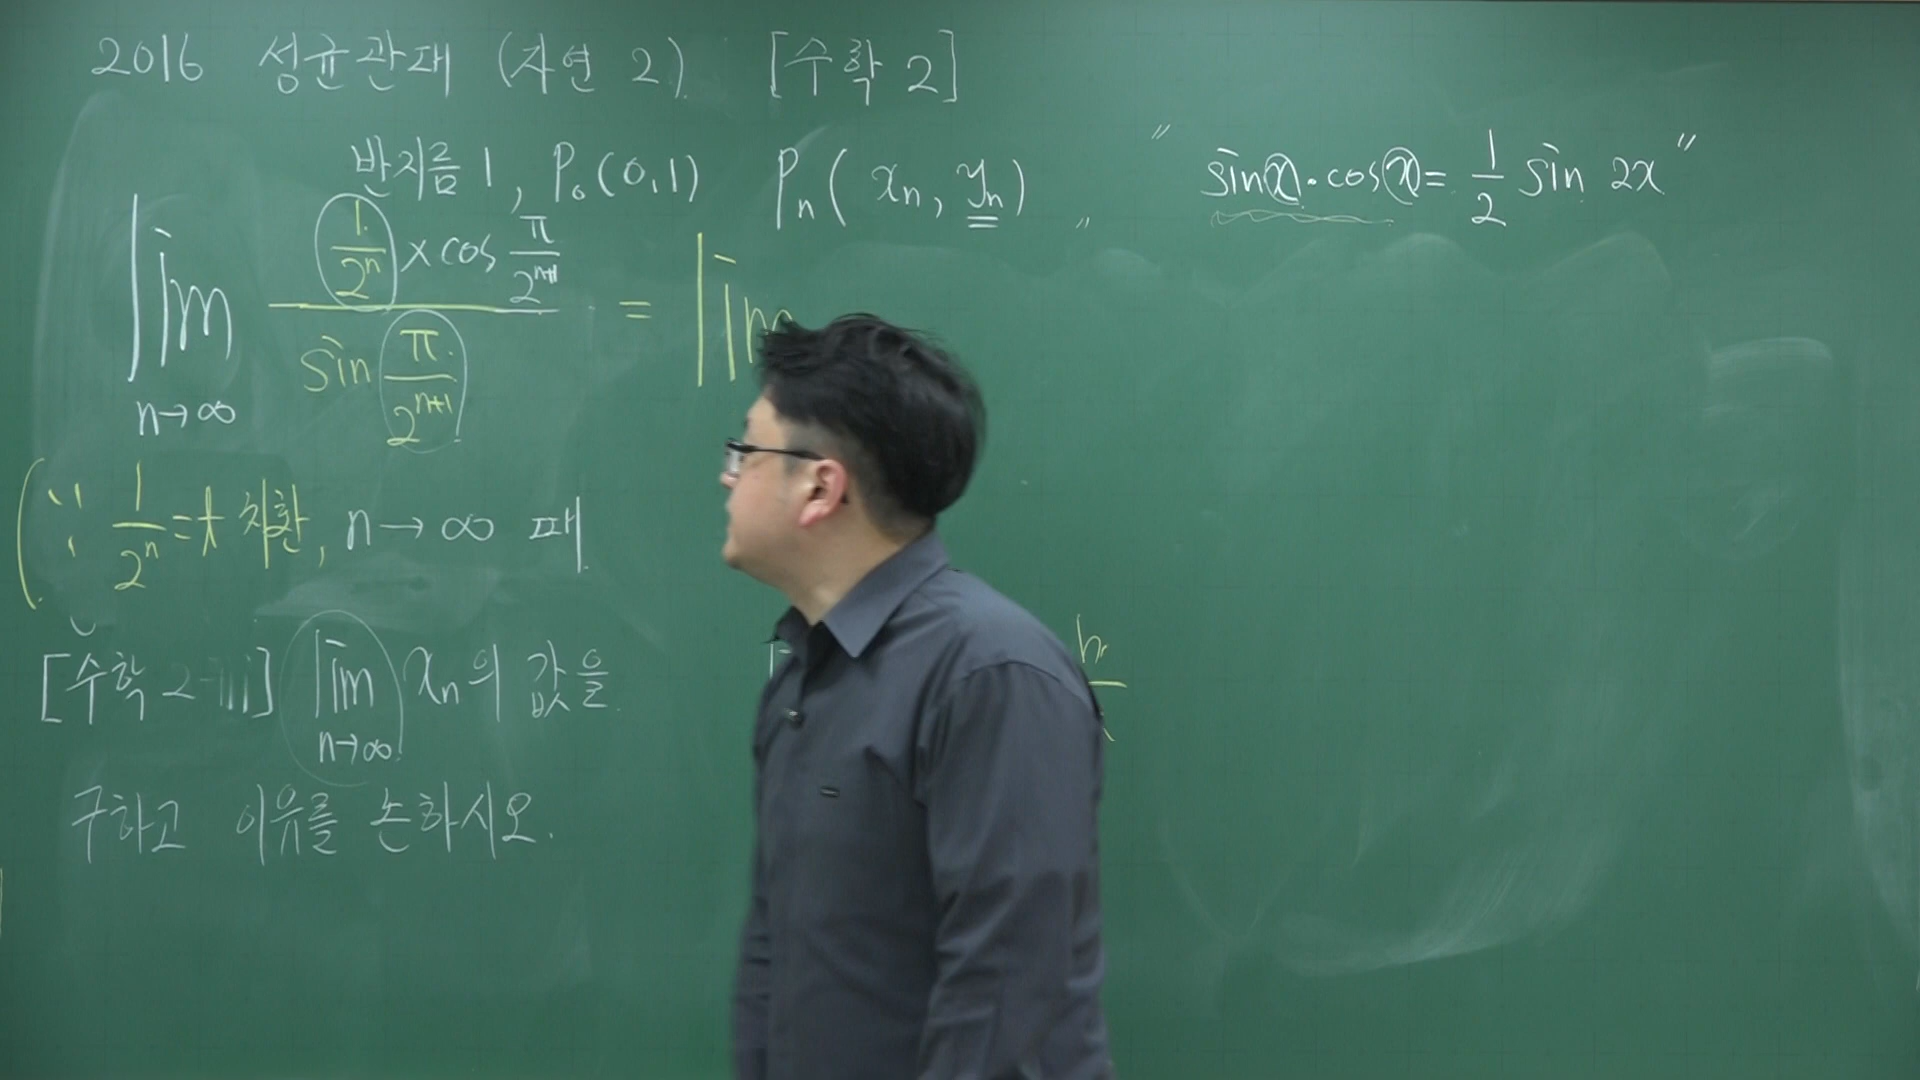 2016 성균관대 (자연 2) [수학 2]
반지름 1, P₀(0,1) Pₙ( xₙ, yₙ) 〃
" sin x · cos x = 1/2 sin 2x "
lim n→∞ (1/2ⁿ × cos π/2ⁿ⁺¹) / (sin π/2ⁿ⁺¹) = lim
( ∵ 1/2ⁿ = t 치환, n → ∞ 때
[수학 2-iii] lim n→∞ xₙ의 값을
구하고 이유를 논하시오.